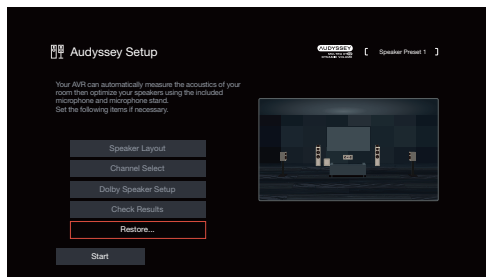 Audyssey Setup
AUDYSSEY
DYNAMIC VOLUME
[ Speaker Preset 1 ]
Your AVR can automatically measure the acoustics of your
room then optimize your speakers using the included
microphone and microphone stand.
Set the following items if necessary.
Speaker Layout
Channel Select
Dolby Speaker Setup
Check Results
Restore...
Start